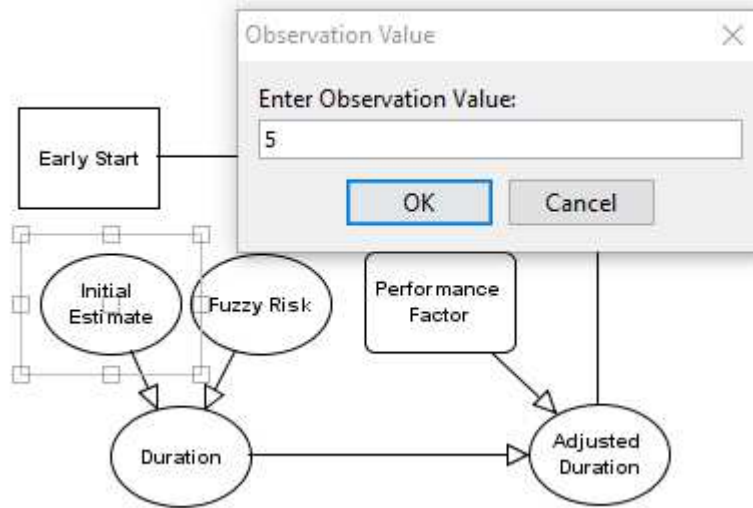 Observation Value
Enter Observation Value:
5
OK
Cancel
Early Start
Initial
Estimate
Fuzzy Risk
Performance
Factor
Duration
Adjusted
Duration